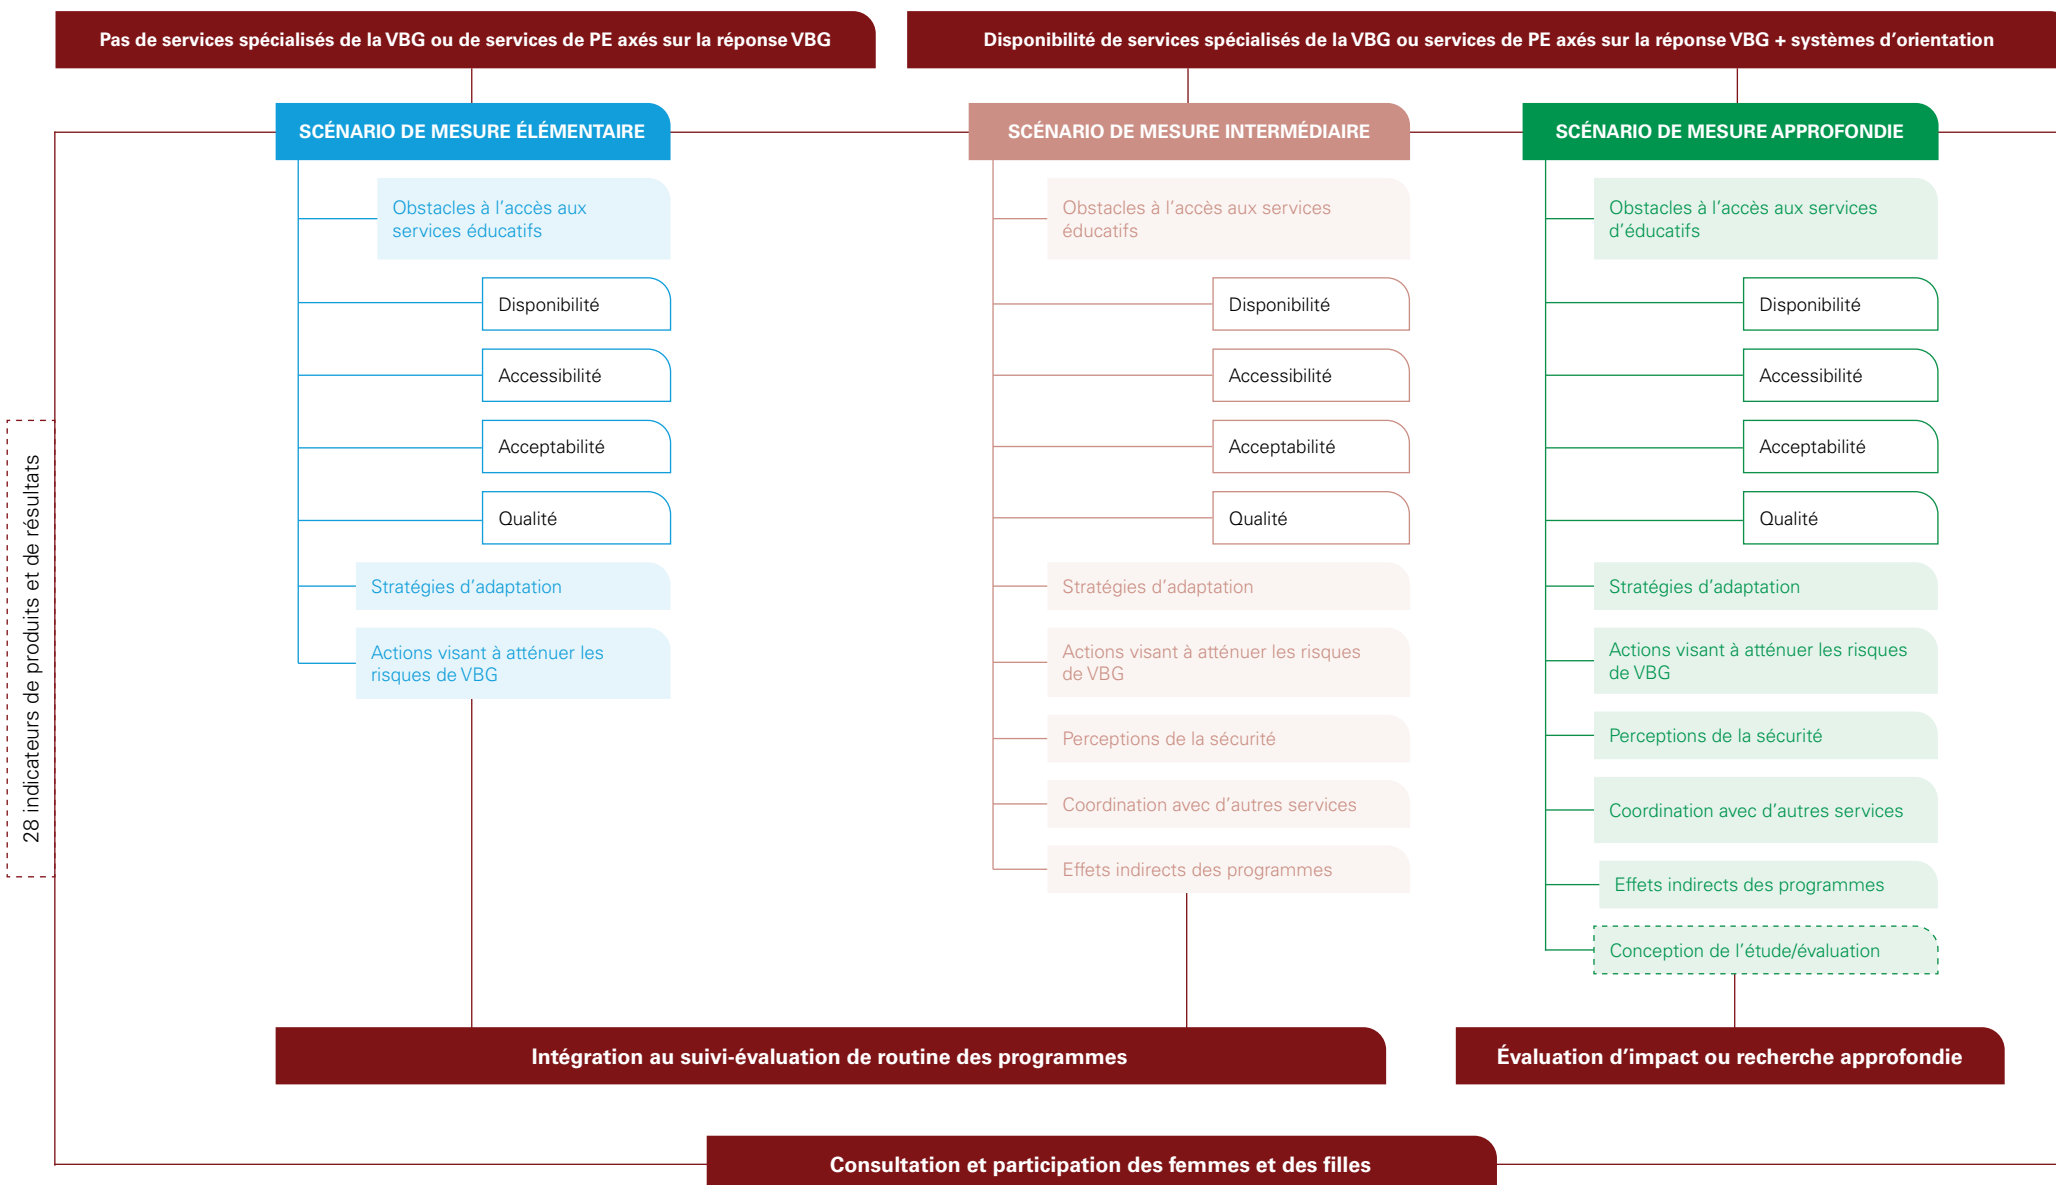 Pas de services spécialisés de la VBG ou de services de PE axés sur la réponse VBG
Disponibilité de services spécialisés de la VBG ou services de PE axés sur la réponse VBG + systèmes d'orientation
28 indicateurs de produits et de résultats
SCÉNARIO DE MESURE ÉLÉMENTAIRE
Obstacles à l'accès aux
services éducatifs
Disponibilité
Accessibilité
Acceptabilité
Qualité
Stratégies d'adaptation
Actions visant à atténuer les
risques de VBG
SCÉNARIO DE MESURE INTERMÉDIAIRE
Obstacles à l'accès aux services
éducatifs
Disponibilité
Accessibilité
Acceptabilité
Qualité
Stratégies d'adaptation
Actions visant à atténuer les risques
de VBG
Perceptions de la sécurité
Coordination avec d'autres services
Effets indirects des programmes
SCÉNARIO DE MESURE APPROFONDIE
Obstacles à l'accès aux services
d'éducatifs
Disponibilité
Accessibilité
Acceptabilité
Qualité
Stratégies d'adaptation
Actions visant à atténuer les risques
de VBG
Perceptions de la sécurité
Coordination avec d'autres services
Effets indirects des programmes
Conception de l'étude/évaluation
Intégration au suivi-évaluation de routine des programmes
Évaluation d'impact ou recherche approfondie
Consultation et participation des femmes et des filles